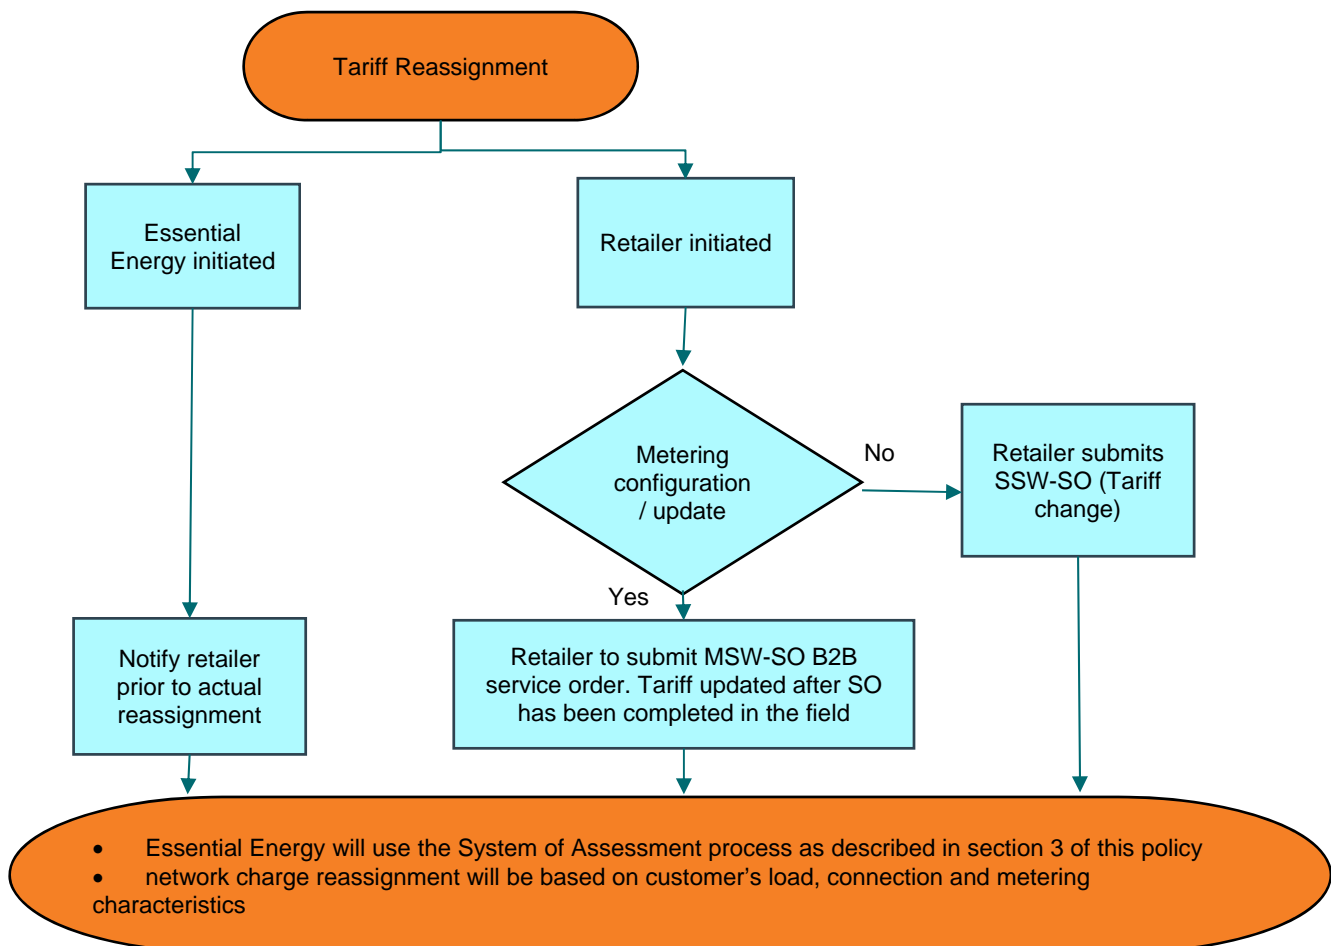 Tariff Reassignment
Essential
Energy initiated
Retailer initiated
Metering
configuration
/ update
No
Retailer submits
SSW-SO (Tariff
change)
Yes
Notify retailer
prior to actual
reassignment
Retailer to submit MSW-SO B2B
service order. Tariff updated after SO
has been completed in the field
• Essential Energy will use the System of Assessment process as described in section 3 of this policy
• network charge reassignment will be based on customer’s load, connection and metering
characteristics